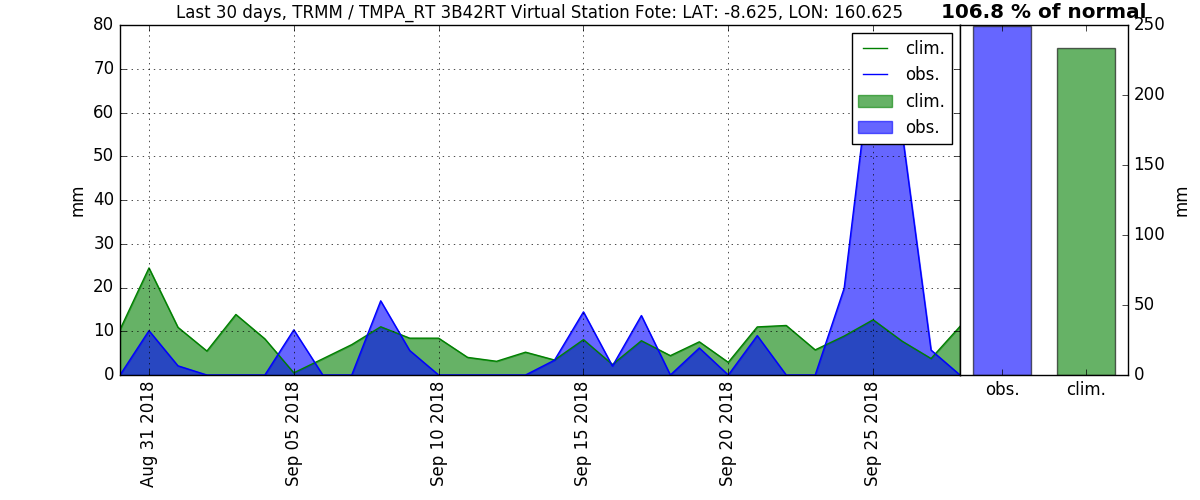 Last 30 days, TRMM / TMPA_RT 3B42RT Virtual Station Fote: LAT: -8.625, LON: 160.625
106.8 % of normal
80
70
60
50
40
30
20
10
0
mm
clim.
obs.
clim.
obs.
250
200
150
100
50
0
mm
obs.
clim.
Aug 31 2018
Sep 05 2018
Sep 10 2018
Sep 15 2018
Sep 20 2018
Sep 25 2018